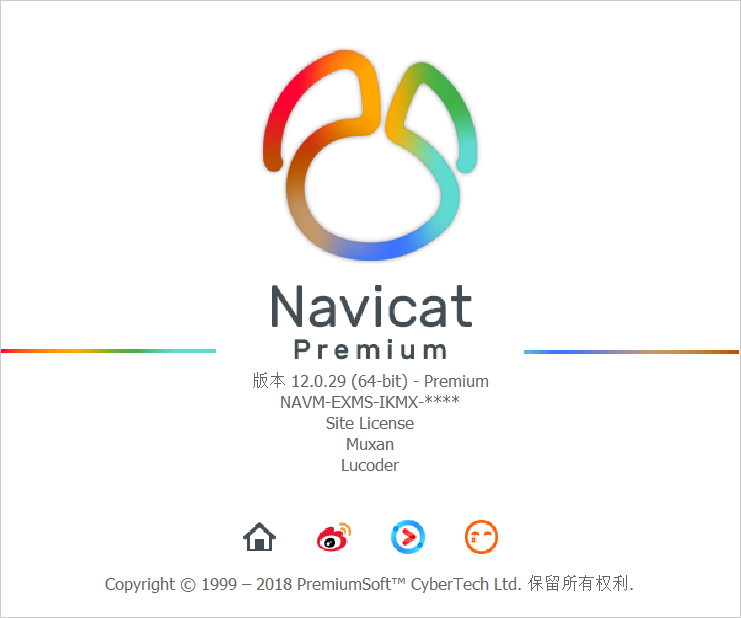 Navicat
Premium
版本 12.0.29 (64-bit) - Premium
NAVM-EXMS-IKMX-****
Site License
Muxan
Lucoder
Copyright © 1999 – 2018 PremiumSoft™ CyberTech Ltd. 保留所有权利.